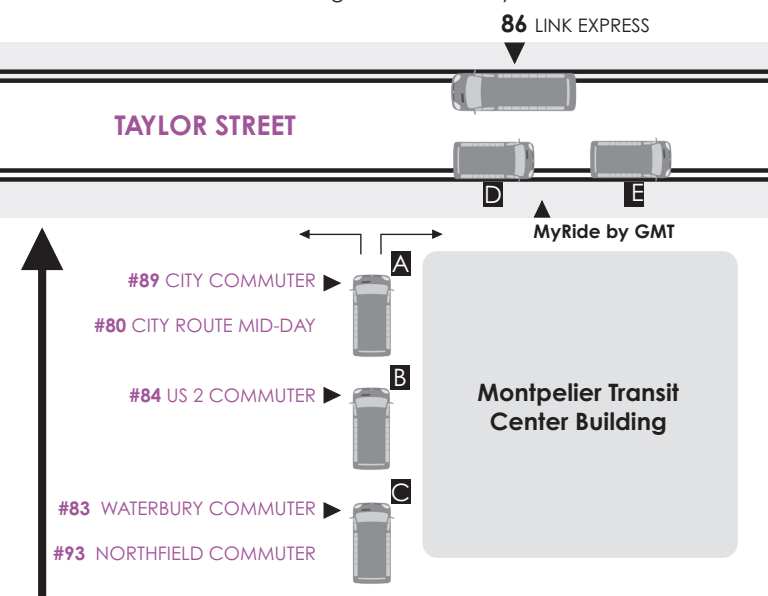 86 LINK EXPRESS
TAYLOR STREET
D
E
MyRide by GMT
A
#89 CITY COMMUTER
#80 CITY ROUTE MID-DAY
B
#84 US 2 COMMUTER
Montpelier Transit
Center Building
C
#83 WATERBURY COMMUTER
#93 NORTHFIELD COMMUTER